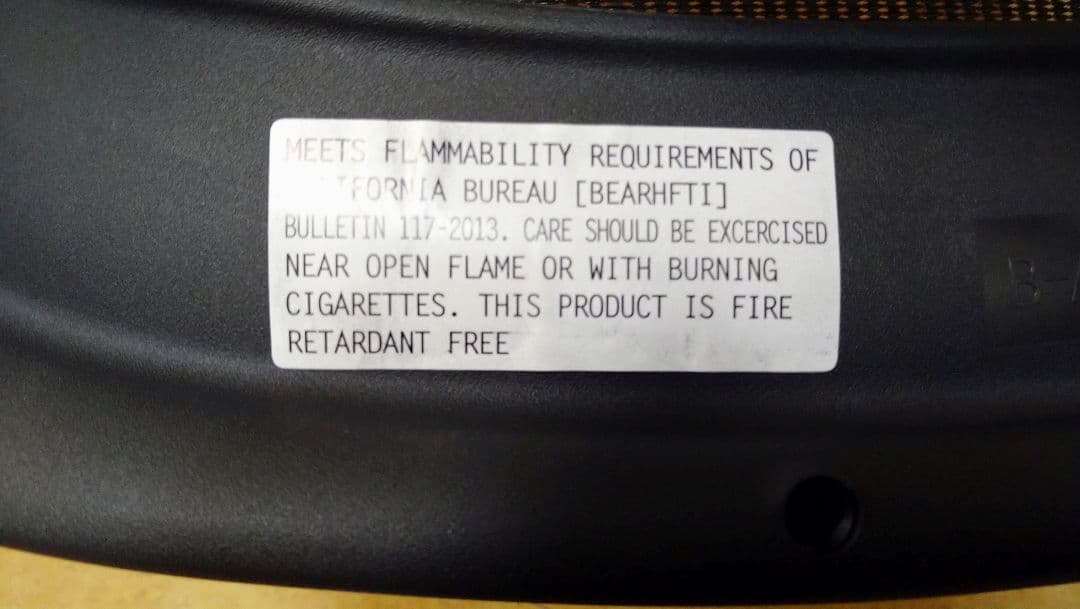 MEETS FLAMMABILITY REQUIREMENTS OF
BUREAU [BEARHFTI]
BULLETIN 117-2013. CARE SHOULD BE EXCERCISED
NEAR OPEN FLAME OR WITH BURNING
CIGARETTES. THIS PRODUCT IS FIRE
RETARDANT FREE